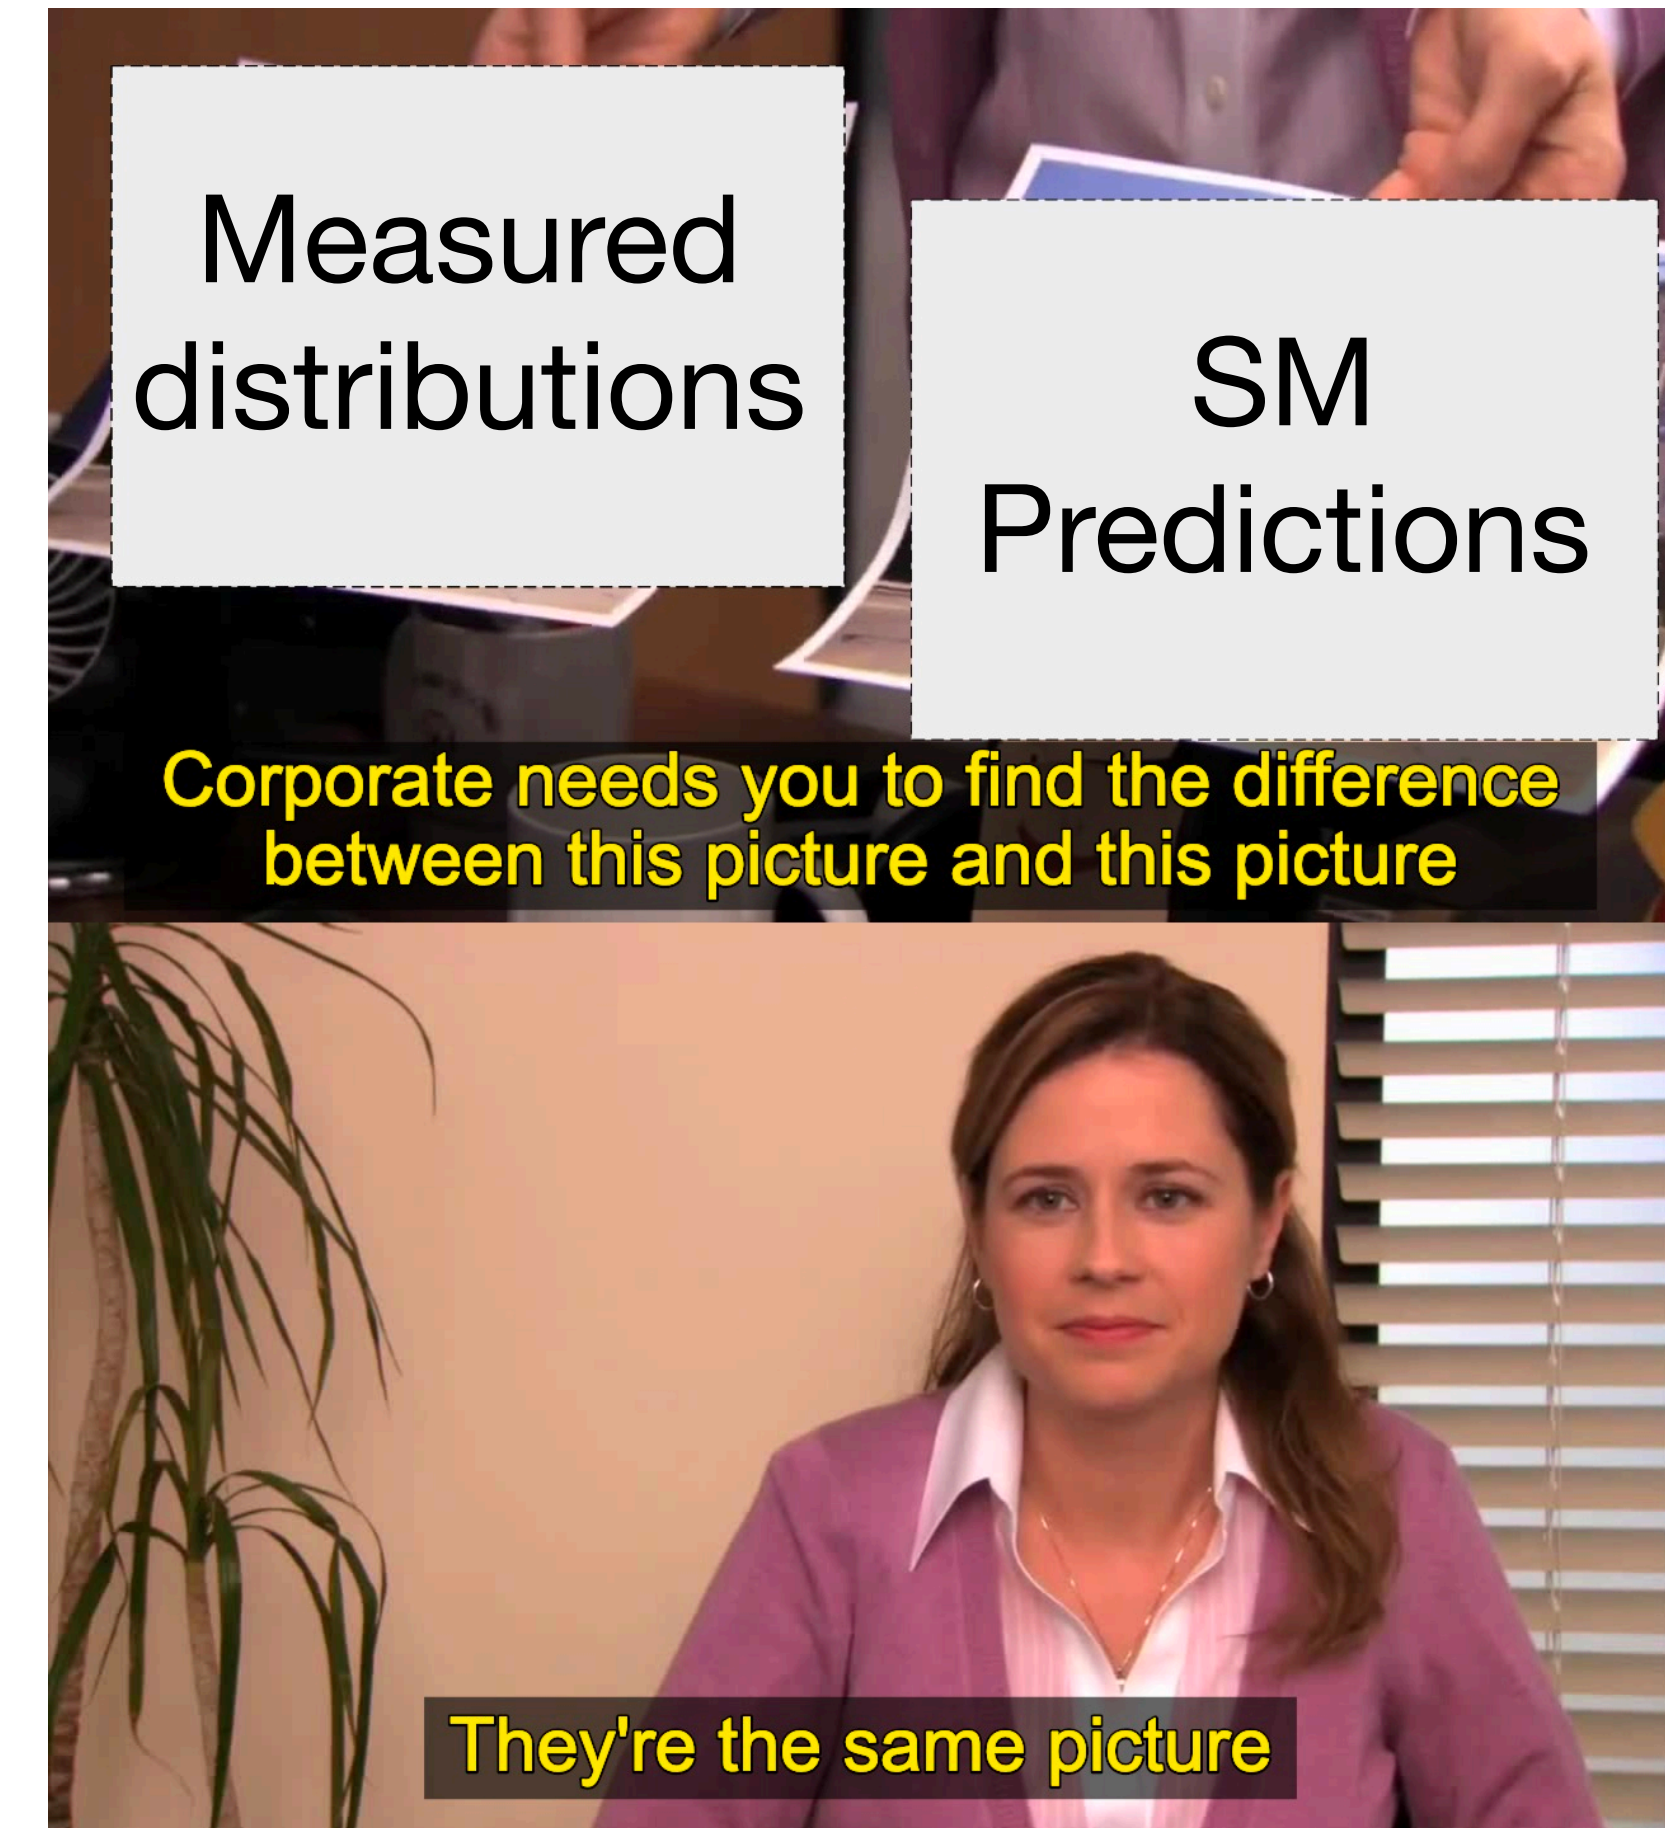 Measured
distributions
SM
Predictions
Corporate needs you to find the difference
between this picture and this picture
They're the same picture